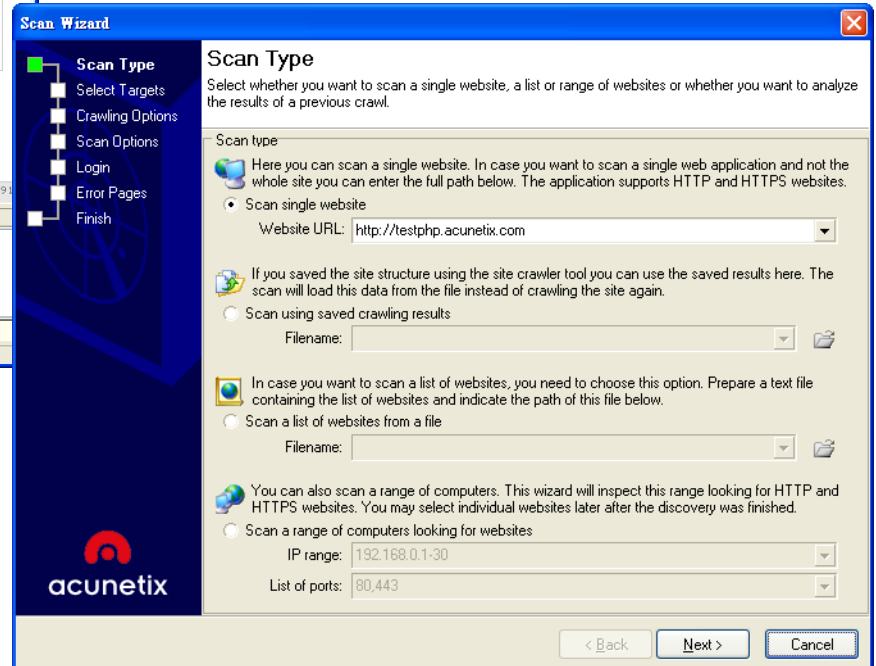 Scan Wizard
Scan Type
Select Targets
Crawling Options
Scan Options
Login
Error Pages
Finish
acunetix
Scan Type
Select whether you want to scan a single website, a list or range of websites or whether you want to analyze
the results of a previous crawl.
Scan type
Here you can scan a single website. In case you want to scan a single web application and not the
whole site you can enter the full path below. The application supports HTTP and HTTPS websites.
Scan single website
Website URL: http://testphp.acunetix.com
If you saved the site structure using the site crawler tool you can use the saved results here. The
scan will load this data from the file instead of crawling the site again.
Scan using saved crawling results
Filename:
In case you want to scan a list of websites, you need to choose this option. Prepare a text file
containing the list of websites and indicate the path of this file below.
Scan a list of websites from a file
Filename:
You can also scan a range of computers. This wizard will inspect this range looking for HTTP and
HTTPS websites. You may select individual websites later after the discovery was finished.
Scan a range of computers looking for websites
IP range: 192.168.0.1-30
List of ports: 80,443
< Back Next > Cancel